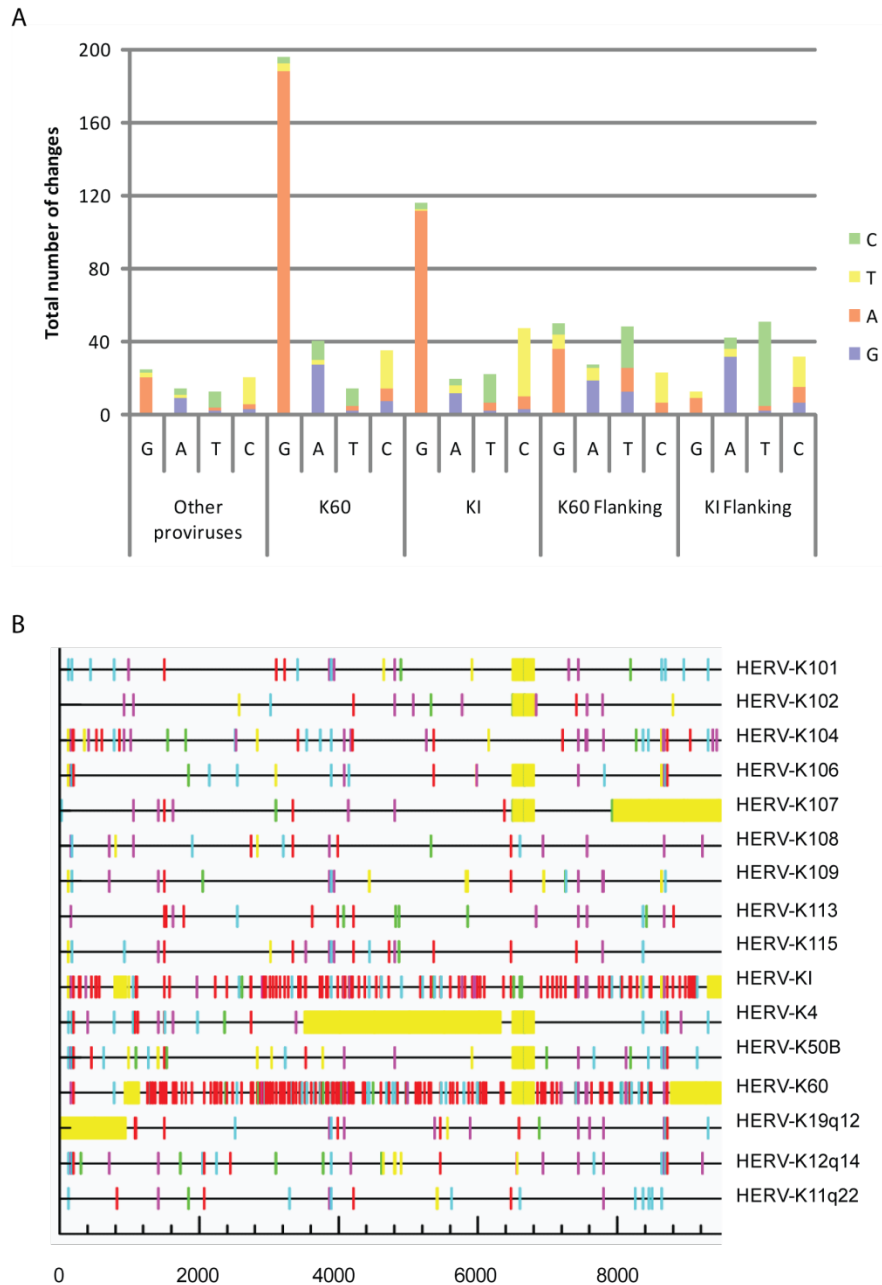 A
Total number of changes
200
160
120
80
40
0
G A T C G A T C G A T C G A T C G A T C
Other proviruses K60 KI K60 Flanking KI Flanking
C
T
A
G
B
HERV-K101
HERV-K102
HERV-K104
HERV-K106
HERV-K107
HERV-K108
HERV-K109
HERV-K113
HERV-K115
HERV-KI
HERV-K4
HERV-K50B
HERV-K60
HERV-K19q12
HERV-K12q14
HERV-K11q22
0 2000 4000 6000 8000